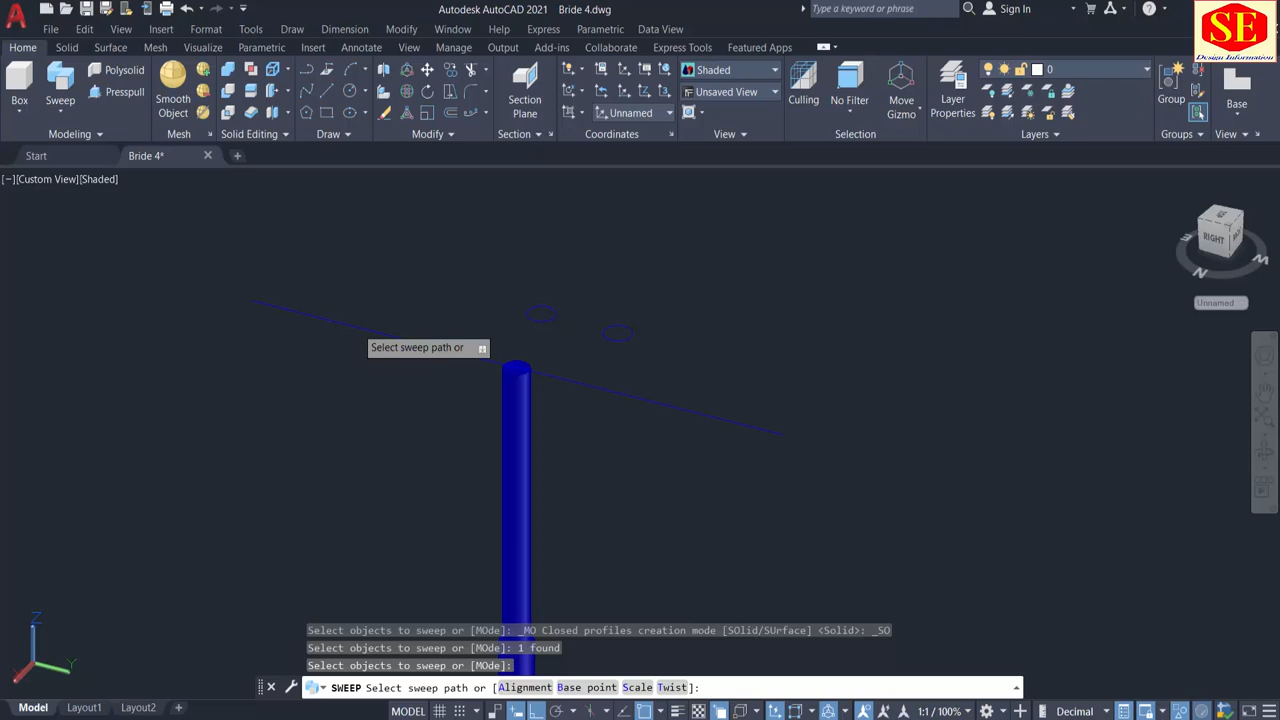 Autodesk AutoCAD 2021 Bride 4.dwg
Type a keyword or phrase
Sign In
SE
Design Information
File Edit View Insert Format Tools Draw Dimension Modify Window Help Express Parametric Data View
Home Solid Surface Mesh Visualize Parametric Insert Annotate View Manage Output Add-ins Collaborate Express Tools Featured Apps
Polysolid
Presspull
Box Sweep
Smooth
Object
Section
Plane
Unnamed
Shaded
Unsaved View
Culling No Filter Move
Gizmo
Layer
Properties
0
Group
Base
Modeling Mesh Solid Editing Draw Modify Section Coordinates View Selection Layers Groups View
Start Bride 4*
[−][Custom View][Shaded]
RIGHT
N
Unnamed
Select sweep path or
Z
Y
X
Select objects to sweep or [MOde]: _MO Closed profiles creation mode [SOlid/SUrface] <Solid>: _SO
Select objects to sweep or [MOde]: 1 found
Select objects to sweep or [MOde]:
SWEEP Select sweep path or [Alignment Base point Scale Twist]:
Model Layout1 Layout2
MODEL 1:1 / 100% Decimal